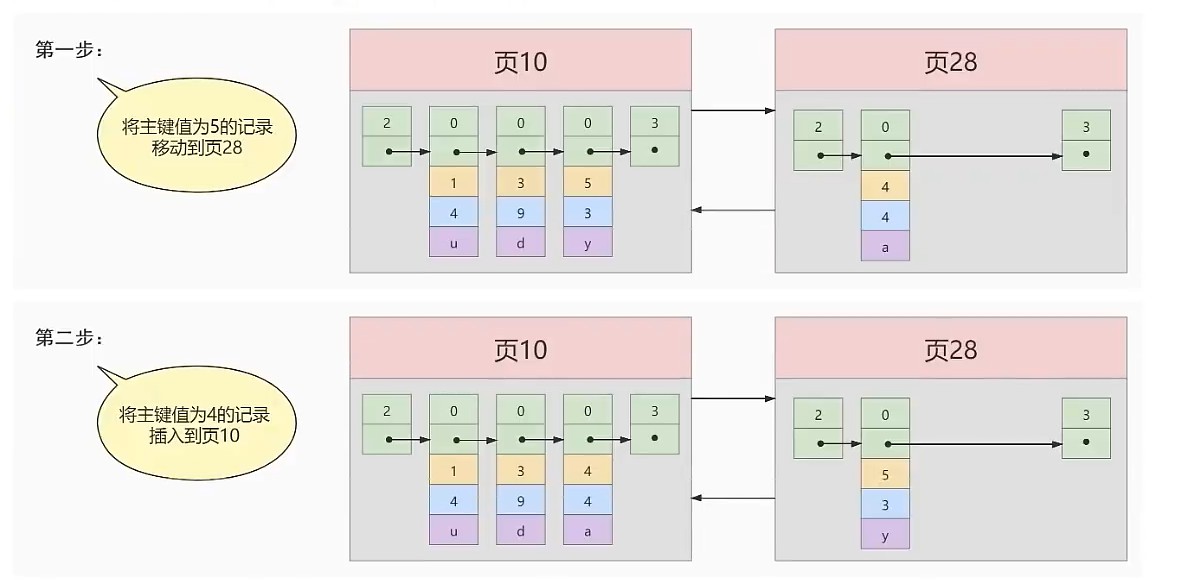 第一步：
将主键值为5的记录
移动到页28
页10
页28
2 0 0 0 3
1 3 5
4 9 3
u d y
2 0 3
4
4
a
第二步：
将主键值为4的记录
插入到页10
页10
页28
2 0 0 0 3
1 3 4
4 9 4
u d a
2 0 3
5
3
y